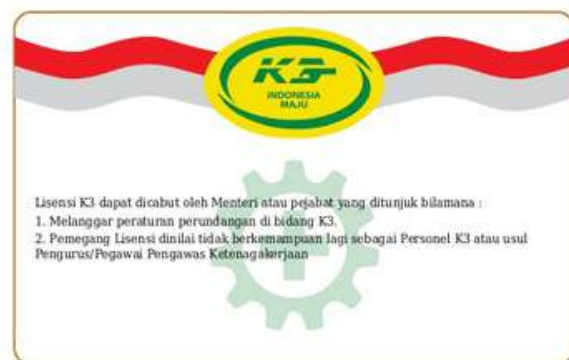 K3
INDONESIA
MAJU
Lisensi K3 dapat dicabut oleh Menteri atau pejabat yang ditunjuk bilamana :
1. Melanggar peraturan perundangan di bidang K3.
2. Pemegang Lisensi dinilai tidak berkemampuan lagi sebagai Personel K3 atau usul
Pengurus/Pegawai Pengawas Ketenagakerjaan